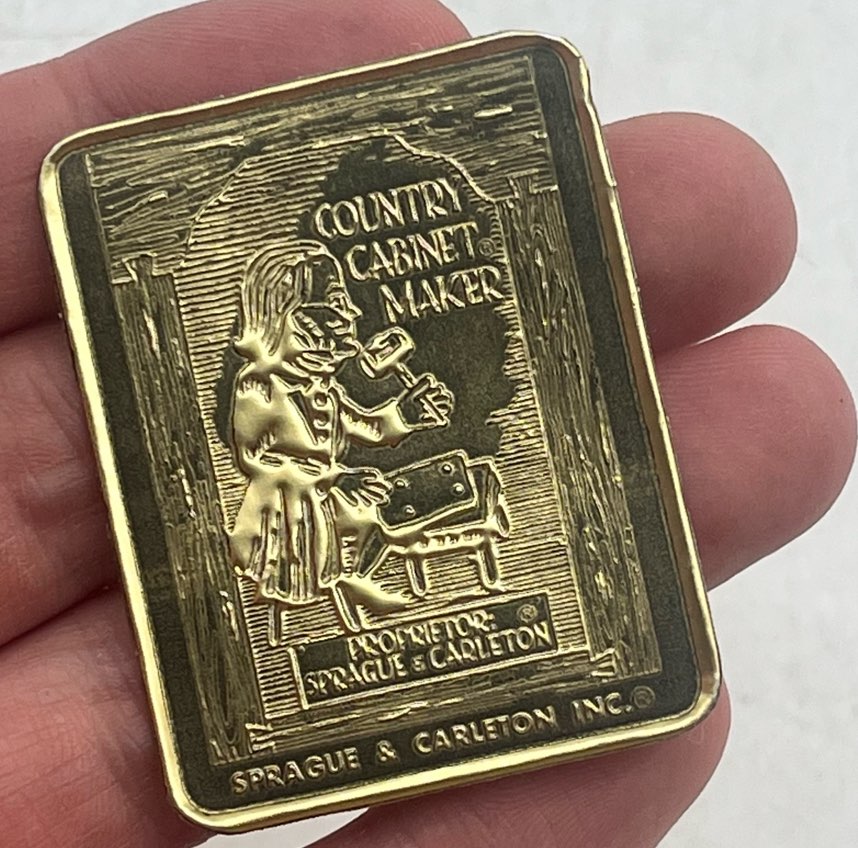 COUNTRY
CABINET®
MAKER
PROPRIETOR: ®
SPRAGUE & CARLETON
SPRAGUE & CARLETON INC.®